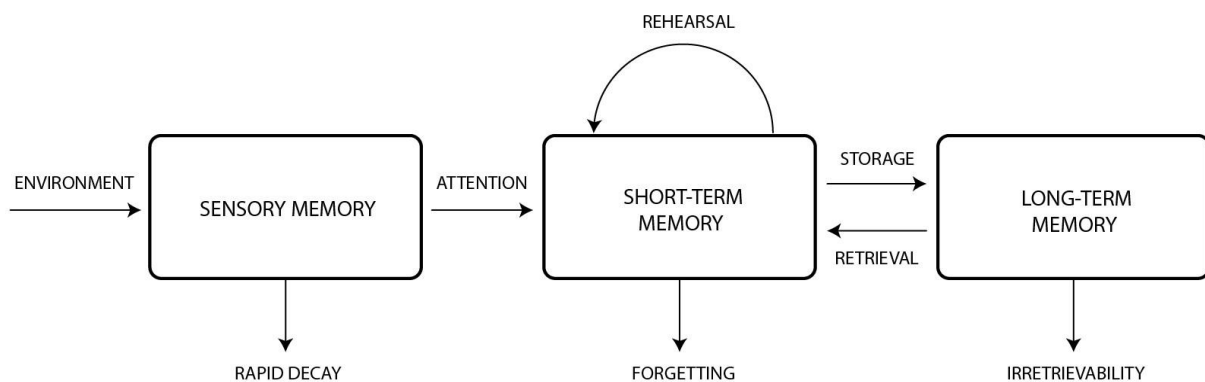 REHEARSAL
ENVIRONMENT
SENSORY MEMORY
ATTENTION
SHORT-TERM
MEMORY
STORAGE
RETRIEVAL
LONG-TERM
MEMORY
RAPID DECAY
FORGETTING
IRRETRIEVABILITY